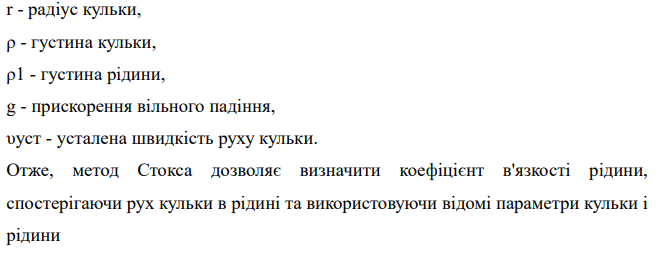 r - радіус кульки,
ρ - густина кульки,
ρ1 - густина рідини,
g - прискорення вільного падіння,
υуст - усталена швидкість руху кульки.
Отже, метод Стокса дозволяє визначити коефіцієнт в'язкості рідини,
спостерігаючи рух кульки в рідині та використовуючи відомі параметри кульки і
рідини